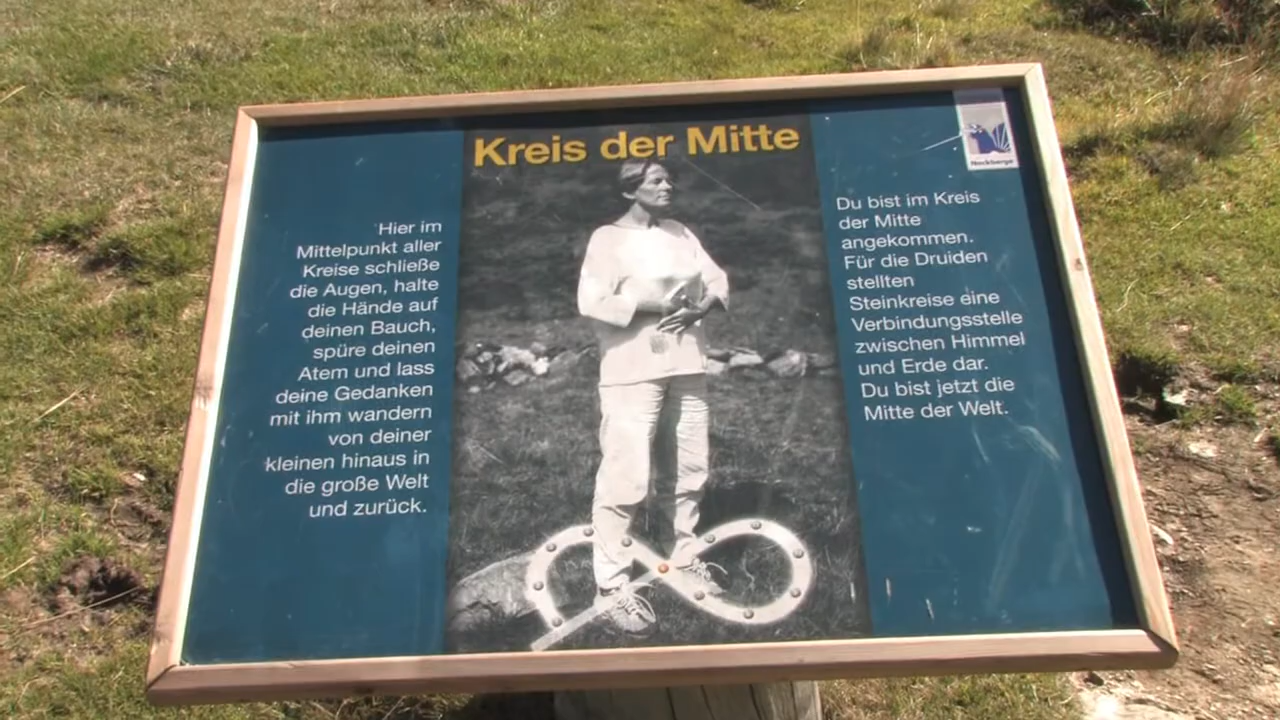 Kreis der Mitte
Hier im
Mittelpunkt aller
Kreise schließe
die Augen, halte
die Hände auf
deinen Bauch,
spüre deinen
Atem und lass
deine Gedanken
mit ihm wandern
von deiner
kleinen hinaus in
die große Welt
und zurück.
Du bist im Kreis
der Mitte
angekommen.
Für die Druiden
stellten
Steinkreise eine
Verbindungsstelle
zwischen Himmel
und Erde dar.
Du bist jetzt die
Mitte der Welt.
Nockberge